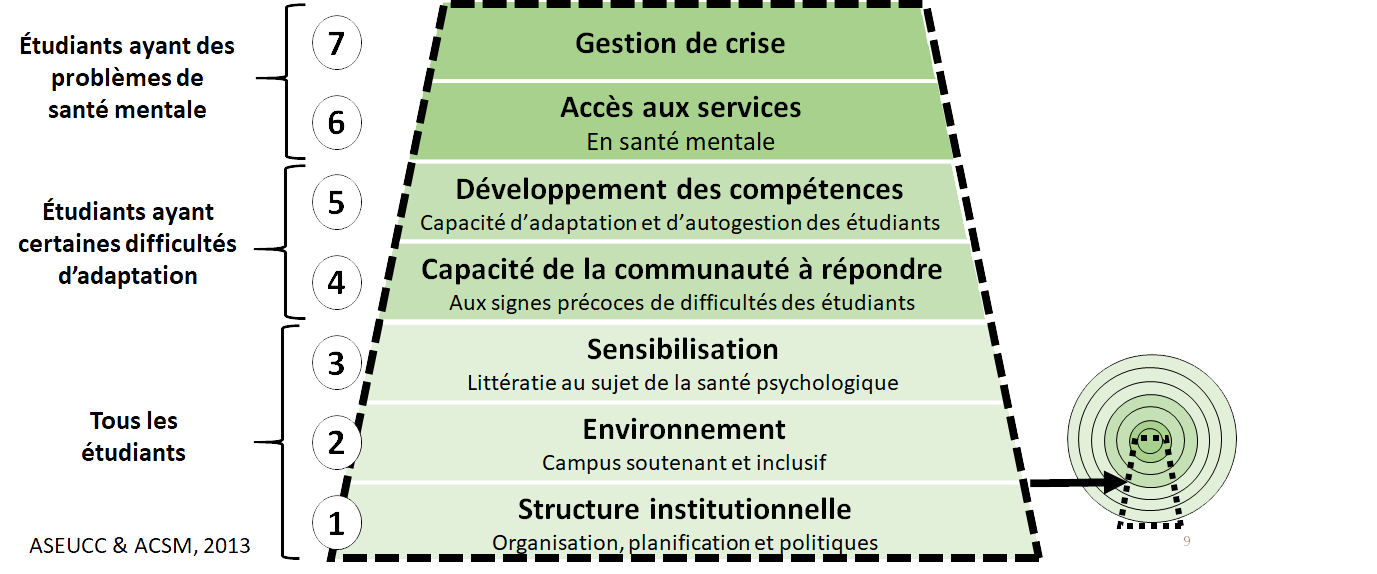 Étudiants ayant des
problèmes de
santé mentale
7
Gestion de crise
6
Accès aux services
En santé mentale
Étudiants ayant
certaines difficultés
d’adaptation
5
Développement des compétences
Capacité d’adaptation et d’autogestion des étudiants
4
Capacité de la communauté à répondre
Aux signes précoces de difficultés des étudiants
Tous les
étudiants
3
Sensibilisation
Littératie au sujet de la santé psychologique
2
Environnement
Campus soutenant et inclusif
1
Structure institutionnelle
Organisation, planification et politiques
ASEUCC & ACSM, 2013
9